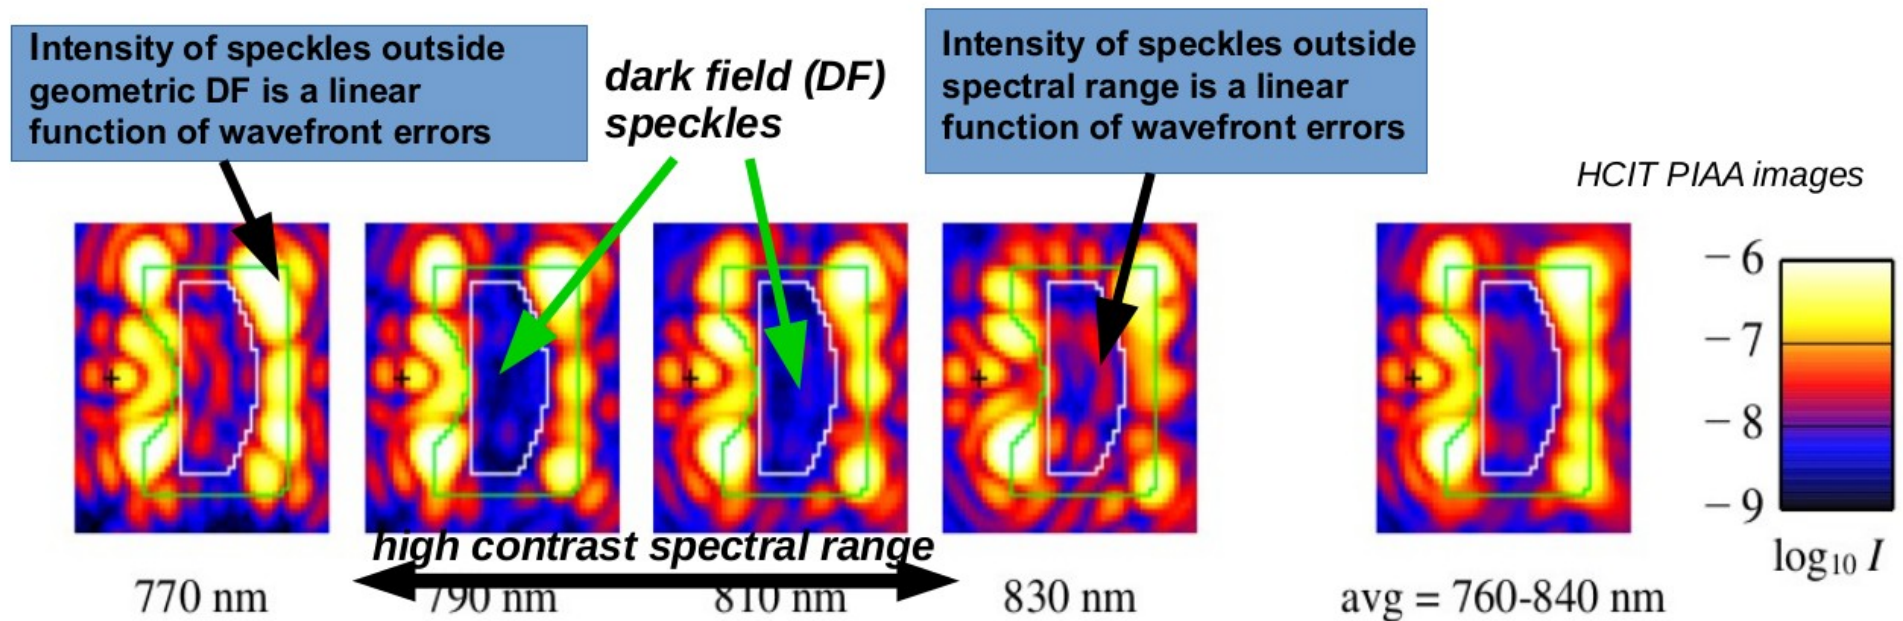 Intensity of speckles outside
geometric DF is a linear
function of wavefront errors
dark field (DF)
speckles
Intensity of speckles outside
spectral range is a linear
function of wavefront errors
HCIT PIAA images
+
+
+
+
+
− 6
− 7
− 8
− 9
log₁₀ I
high contrast spectral range
770 nm
790 nm
810 nm
830 nm
avg = 760-840 nm